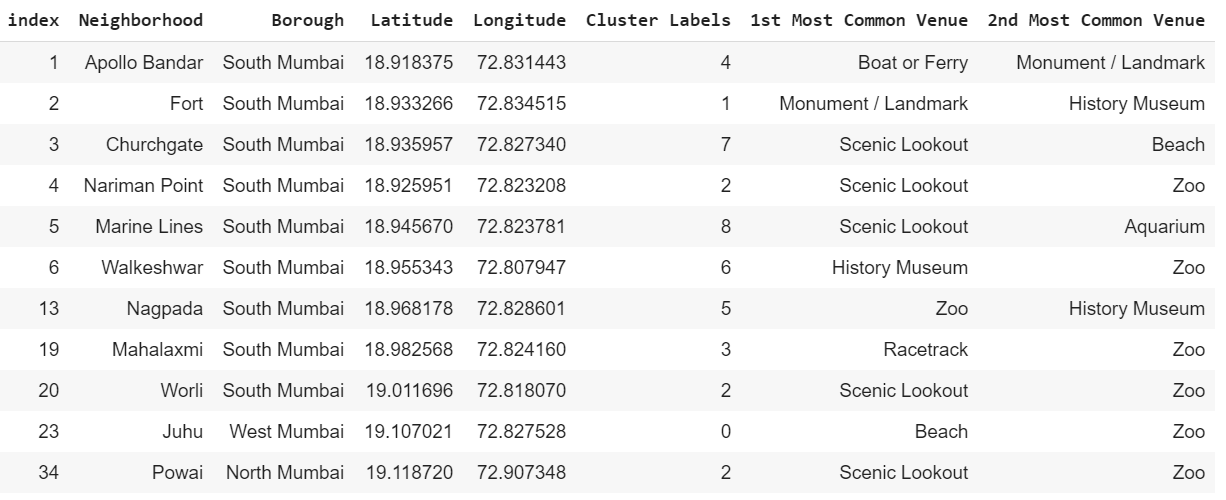 index Neighborhood Borough Latitude Longitude Cluster Labels 1st Most Common Venue 2nd Most Common Venue
1 Apollo Bandar South Mumbai 18.918375 72.831443 4 Boat or Ferry Monument / Landmark
2 Fort South Mumbai 18.933266 72.834515 1 Monument / Landmark History Museum
3 Churchgate South Mumbai 18.935957 72.827340 7 Scenic Lookout Beach
4 Nariman Point South Mumbai 18.925951 72.823208 2 Scenic Lookout Zoo
5 Marine Lines South Mumbai 18.945670 72.823781 8 Scenic Lookout Aquarium
6 Walkeshwar South Mumbai 18.955343 72.807947 6 History Museum Zoo
13 Nagpada South Mumbai 18.968178 72.828601 5 Zoo History Museum
19 Mahalaxmi South Mumbai 18.982568 72.824160 3 Racetrack Zoo
20 Worli South Mumbai 19.011696 72.818070 2 Scenic Lookout Zoo
23 Juhu West Mumbai 19.107021 72.827528 0 Beach Zoo
34 Powai North Mumbai 19.118720 72.907348 2 Scenic Lookout Zoo